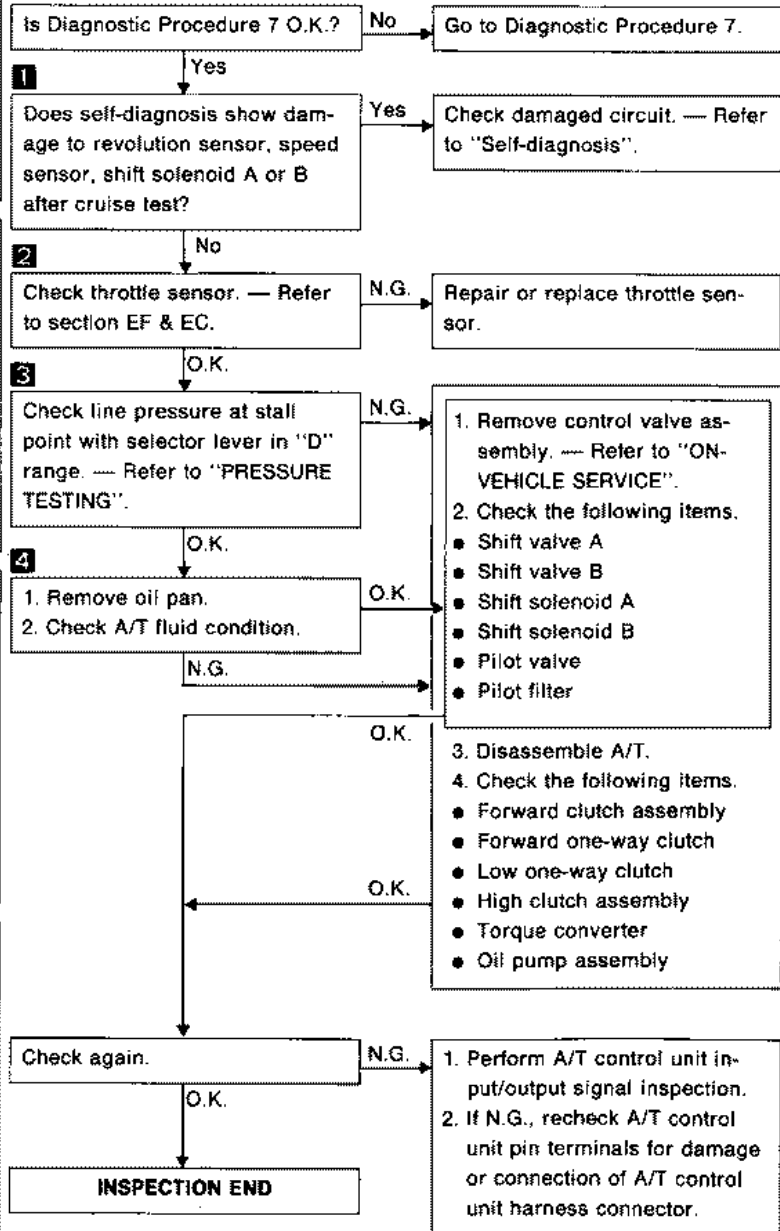 Is Diagnostic Procedure 7 O.K.?
No
Go to Diagnostic Procedure 7.
Yes
1
Does self-diagnosis show dam-
age to revolution sensor, speed
sensor, shift solenoid A or B
after cruise test?
Yes
Check damaged circuit. — Refer
to "Self-diagnosis".
No
2
Check throttle sensor. — Refer
to section EF & EC.
N.G.
Repair or replace throttle sen-
sor.
O.K.
3
Check line pressure at stall
point with selector lever in "D"
range. — Refer to "PRESSURE
TESTING".
N.G.
O.K.
4
1. Remove oil pan.
2. Check A/T fluid condition.
O.K.
N.G.
1. Remove control valve as-
sembly. — Refer to "ON-
VEHICLE SERVICE".
2. Check the following items.
● Shift valve A
● Shift valve B
● Shift solenoid A
● Shift solenoid B
● Pilot valve
● Pilot filter
O.K.
3. Disassemble A/T.
4. Check the following items.
● Forward clutch assembly
● Forward one-way clutch
● Low one-way clutch
● High clutch assembly
● Torque converter
● Oil pump assembly
O.K.
Check again.
N.G.
1. Perform A/T control unit in-
put/output signal inspection.
2. If N.G., recheck A/T control
unit pin terminals for damage
or connection of A/T control
unit harness connector.
O.K.
INSPECTION END